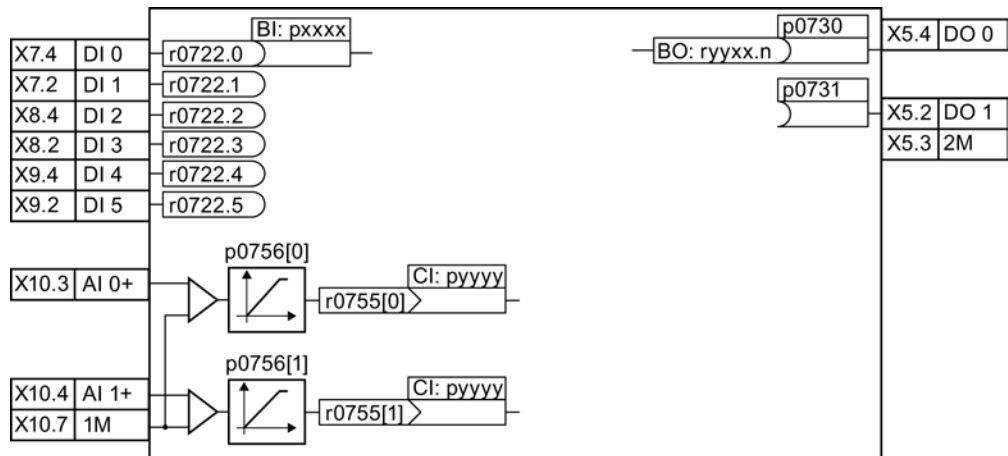 BI: pxxxx
p0730
X5.4 DO 0
X7.4 DI 0 r0722.0
BO: ryyxx.n
X7.2 DI 1 r0722.1
p0731
X8.4 DI 2 r0722.2
X5.2 DO 1
X8.2 DI 3 r0722.3
X5.3 2M
X9.4 DI 4 r0722.4
X9.2 DI 5 r0722.5
p0756[0]
X10.3 AI 0+
CI: pyyyy
r0755[0]
p0756[1]
X10.4 AI 1+
CI: pyyyy
r0755[1]
X10.7 1M